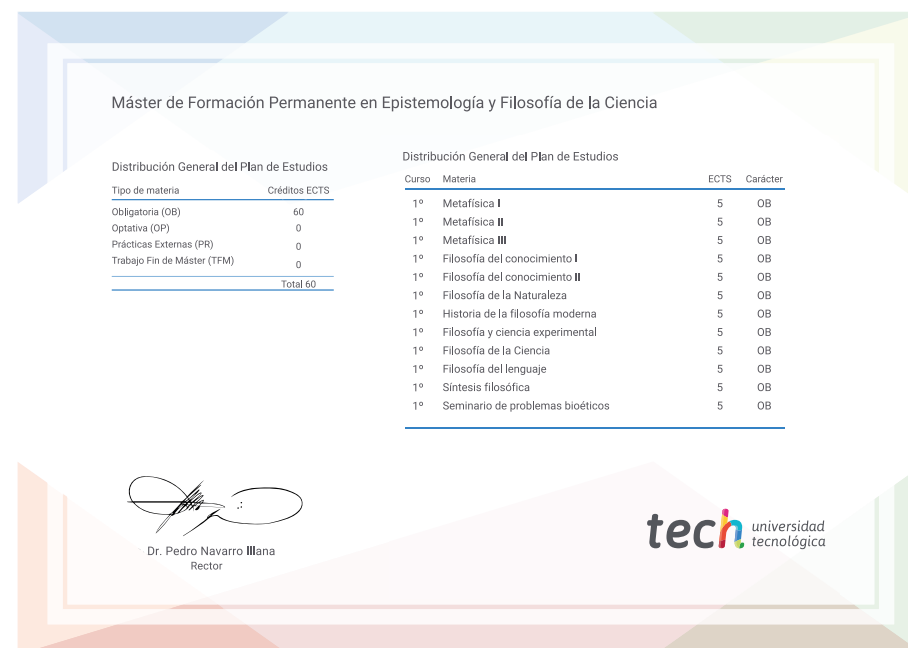 Máster de Formación Permanente en Epistemología y Filosofía de la Ciencia
Distribución General del Plan de Estudios
Tipo de materia Créditos ECTS
Obligatoria (OB) 60
Optativa (OP) 0
Prácticas Externas (PR) 0
Trabajo Fin de Máster (TFM) 0
Total 60
Distribución General del Plan de Estudios
Curso Materia ECTS Carácter
1º Metafísica I 5 OB
1º Metafísica II 5 OB
1º Metafísica III 5 OB
1º Filosofía del conocimiento I 5 OB
1º Filosofía del conocimiento II 5 OB
1º Filosofía de la Naturaleza 5 OB
1º Historia de la filosofía moderna 5 OB
1º Filosofía y ciencia experimental 5 OB
1º Filosofía de la Ciencia 5 OB
1º Filosofía del lenguaje 5 OB
1º Síntesis filosófica 5 OB
1º Seminario de problemas bioéticos 5 OB
Dr. Pedro Navarro Illana
Rector
tech universidad
tecnológica